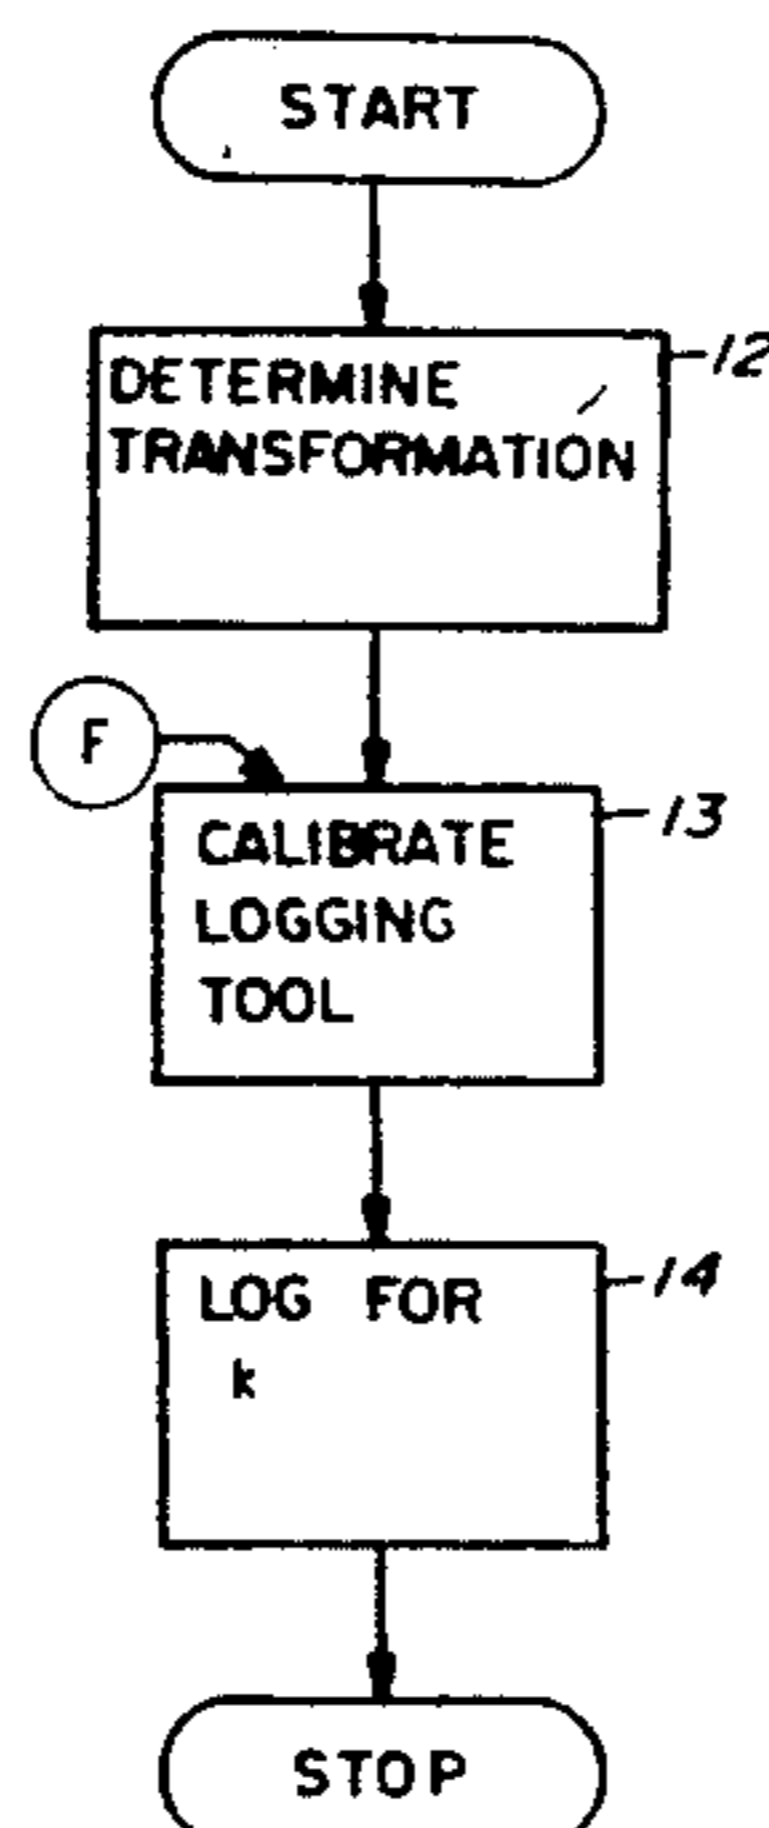 START
DETERMINE
TRANSFORMATION
12
F
CALIBRATE
LOGGING
TOOL
13
LOG FOR
k
14
STOP